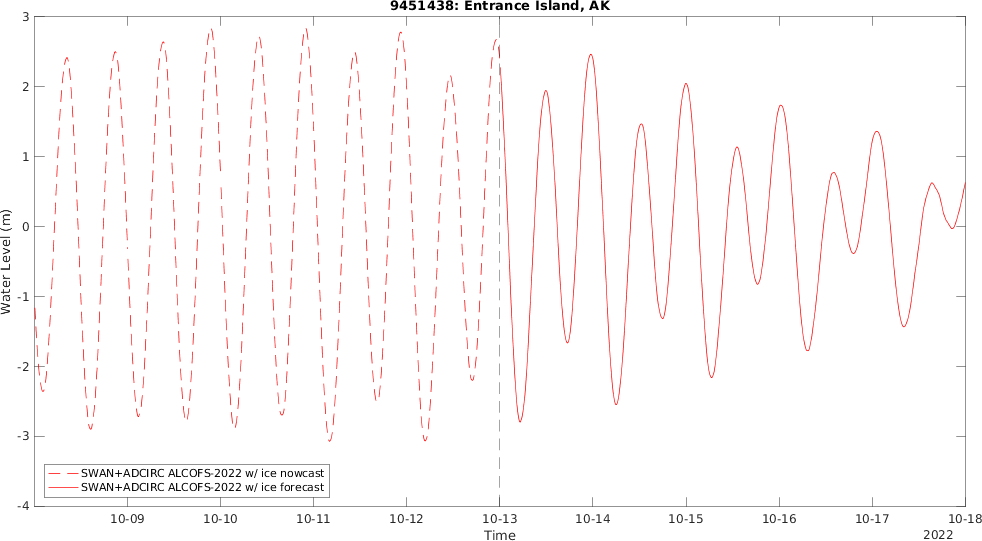 9451438: Entrance Island, AK
3
2
1
0
-1
-2
-3
-4
Water Level (m)
SWAN+ADCIRC ALCOFS-2022 w/ ice nowcast
SWAN+ADCIRC ALCOFS-2022 w/ ice forecast
10-09 10-10 10-11 10-12 10-13 10-14 10-15 10-16 10-17 10-18
Time
2022